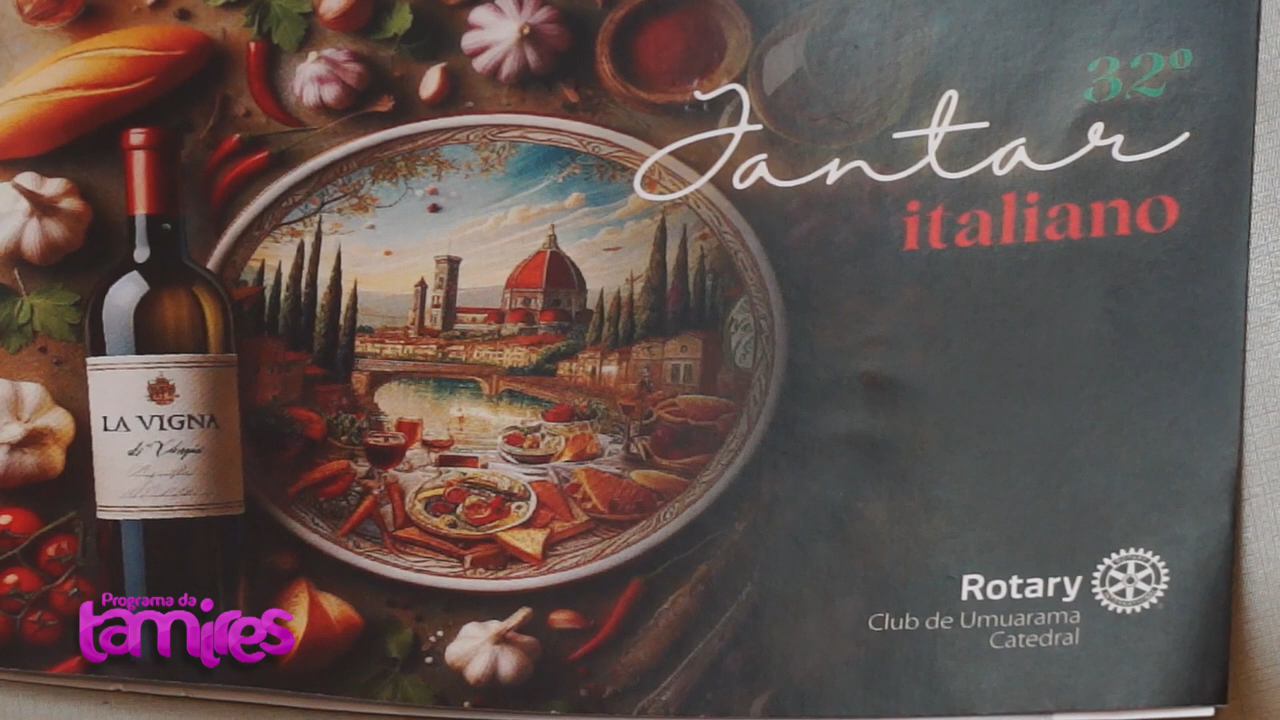 32º
Jantar
italiano
LA VIGNA
Rotary
Club de Umuarama
Catedral
Programa da
tamires